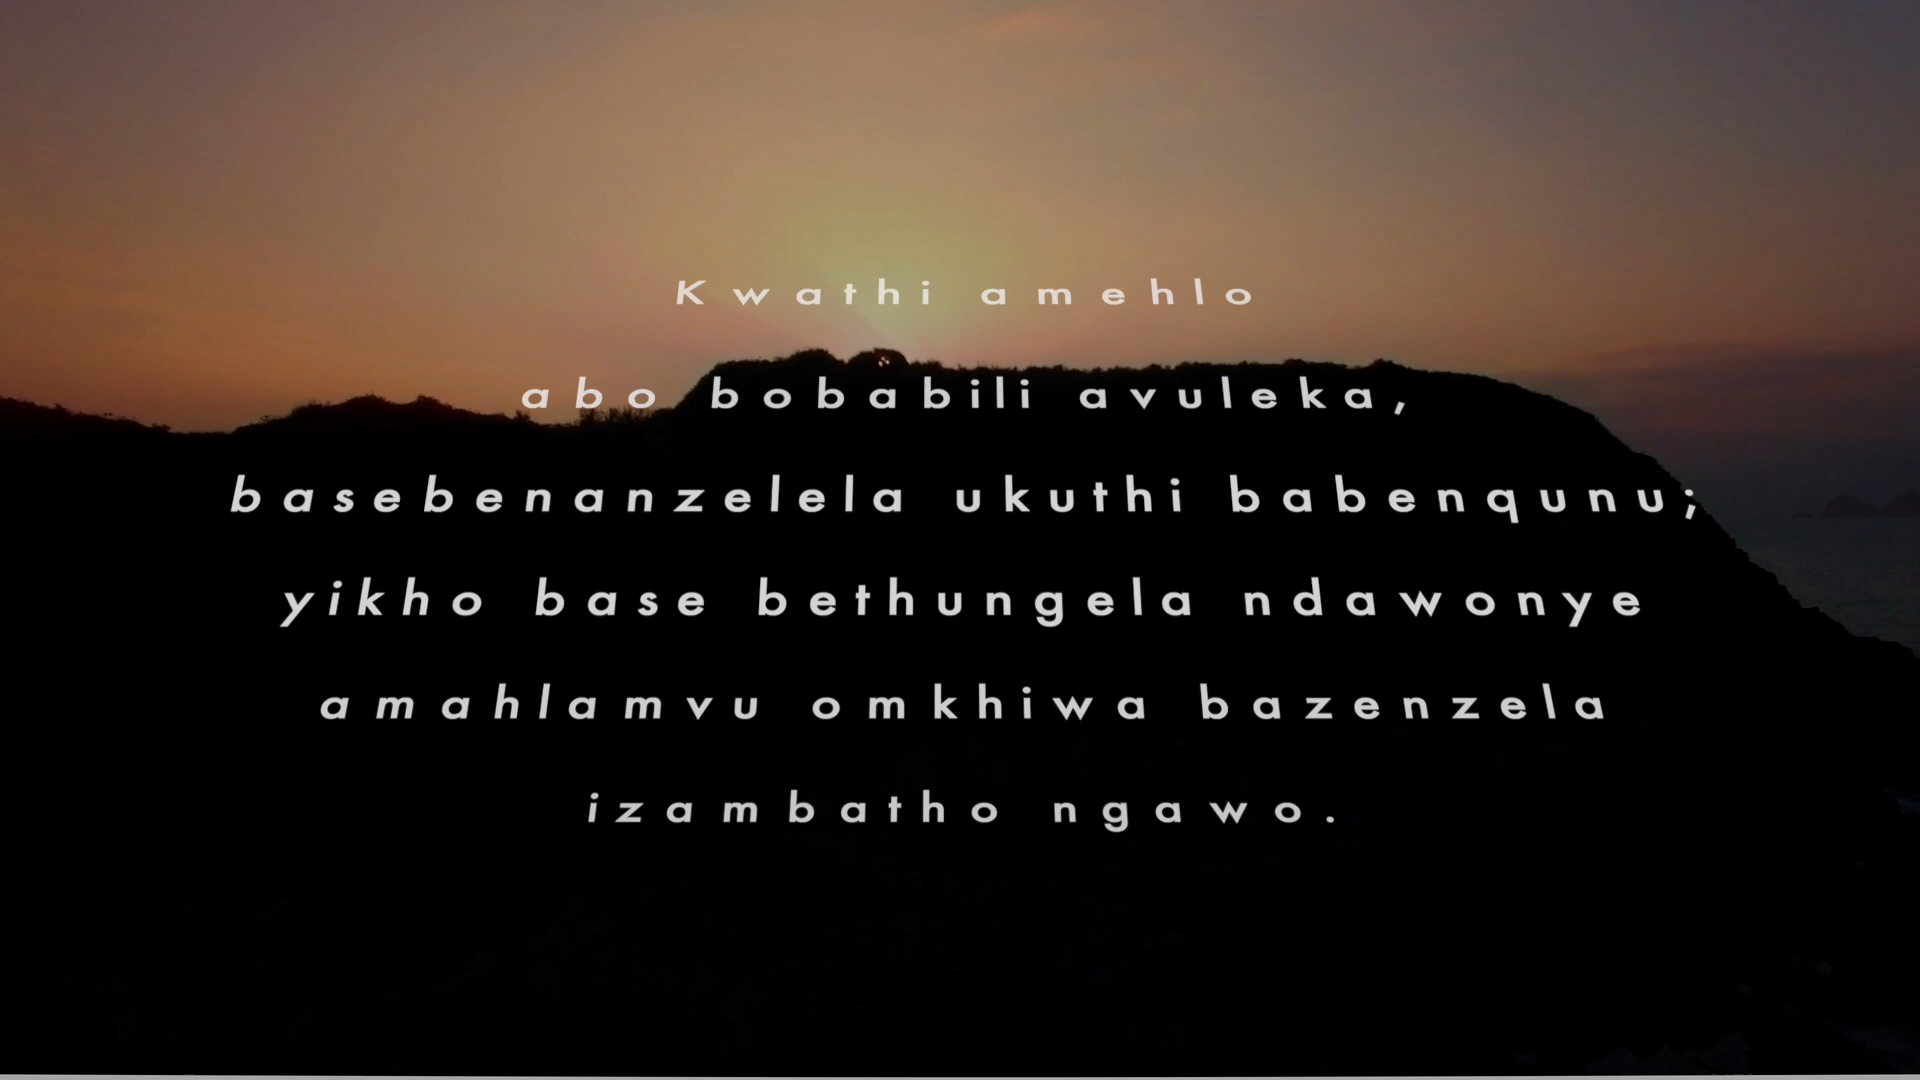 Kwathi amehlo
abo bobabili avuleka,
basebenanzelela ukuthi babenqunu;
yikho base bethungela ndawonye
amahlamvu omkhiwa bazenzela
izambatho ngawo.